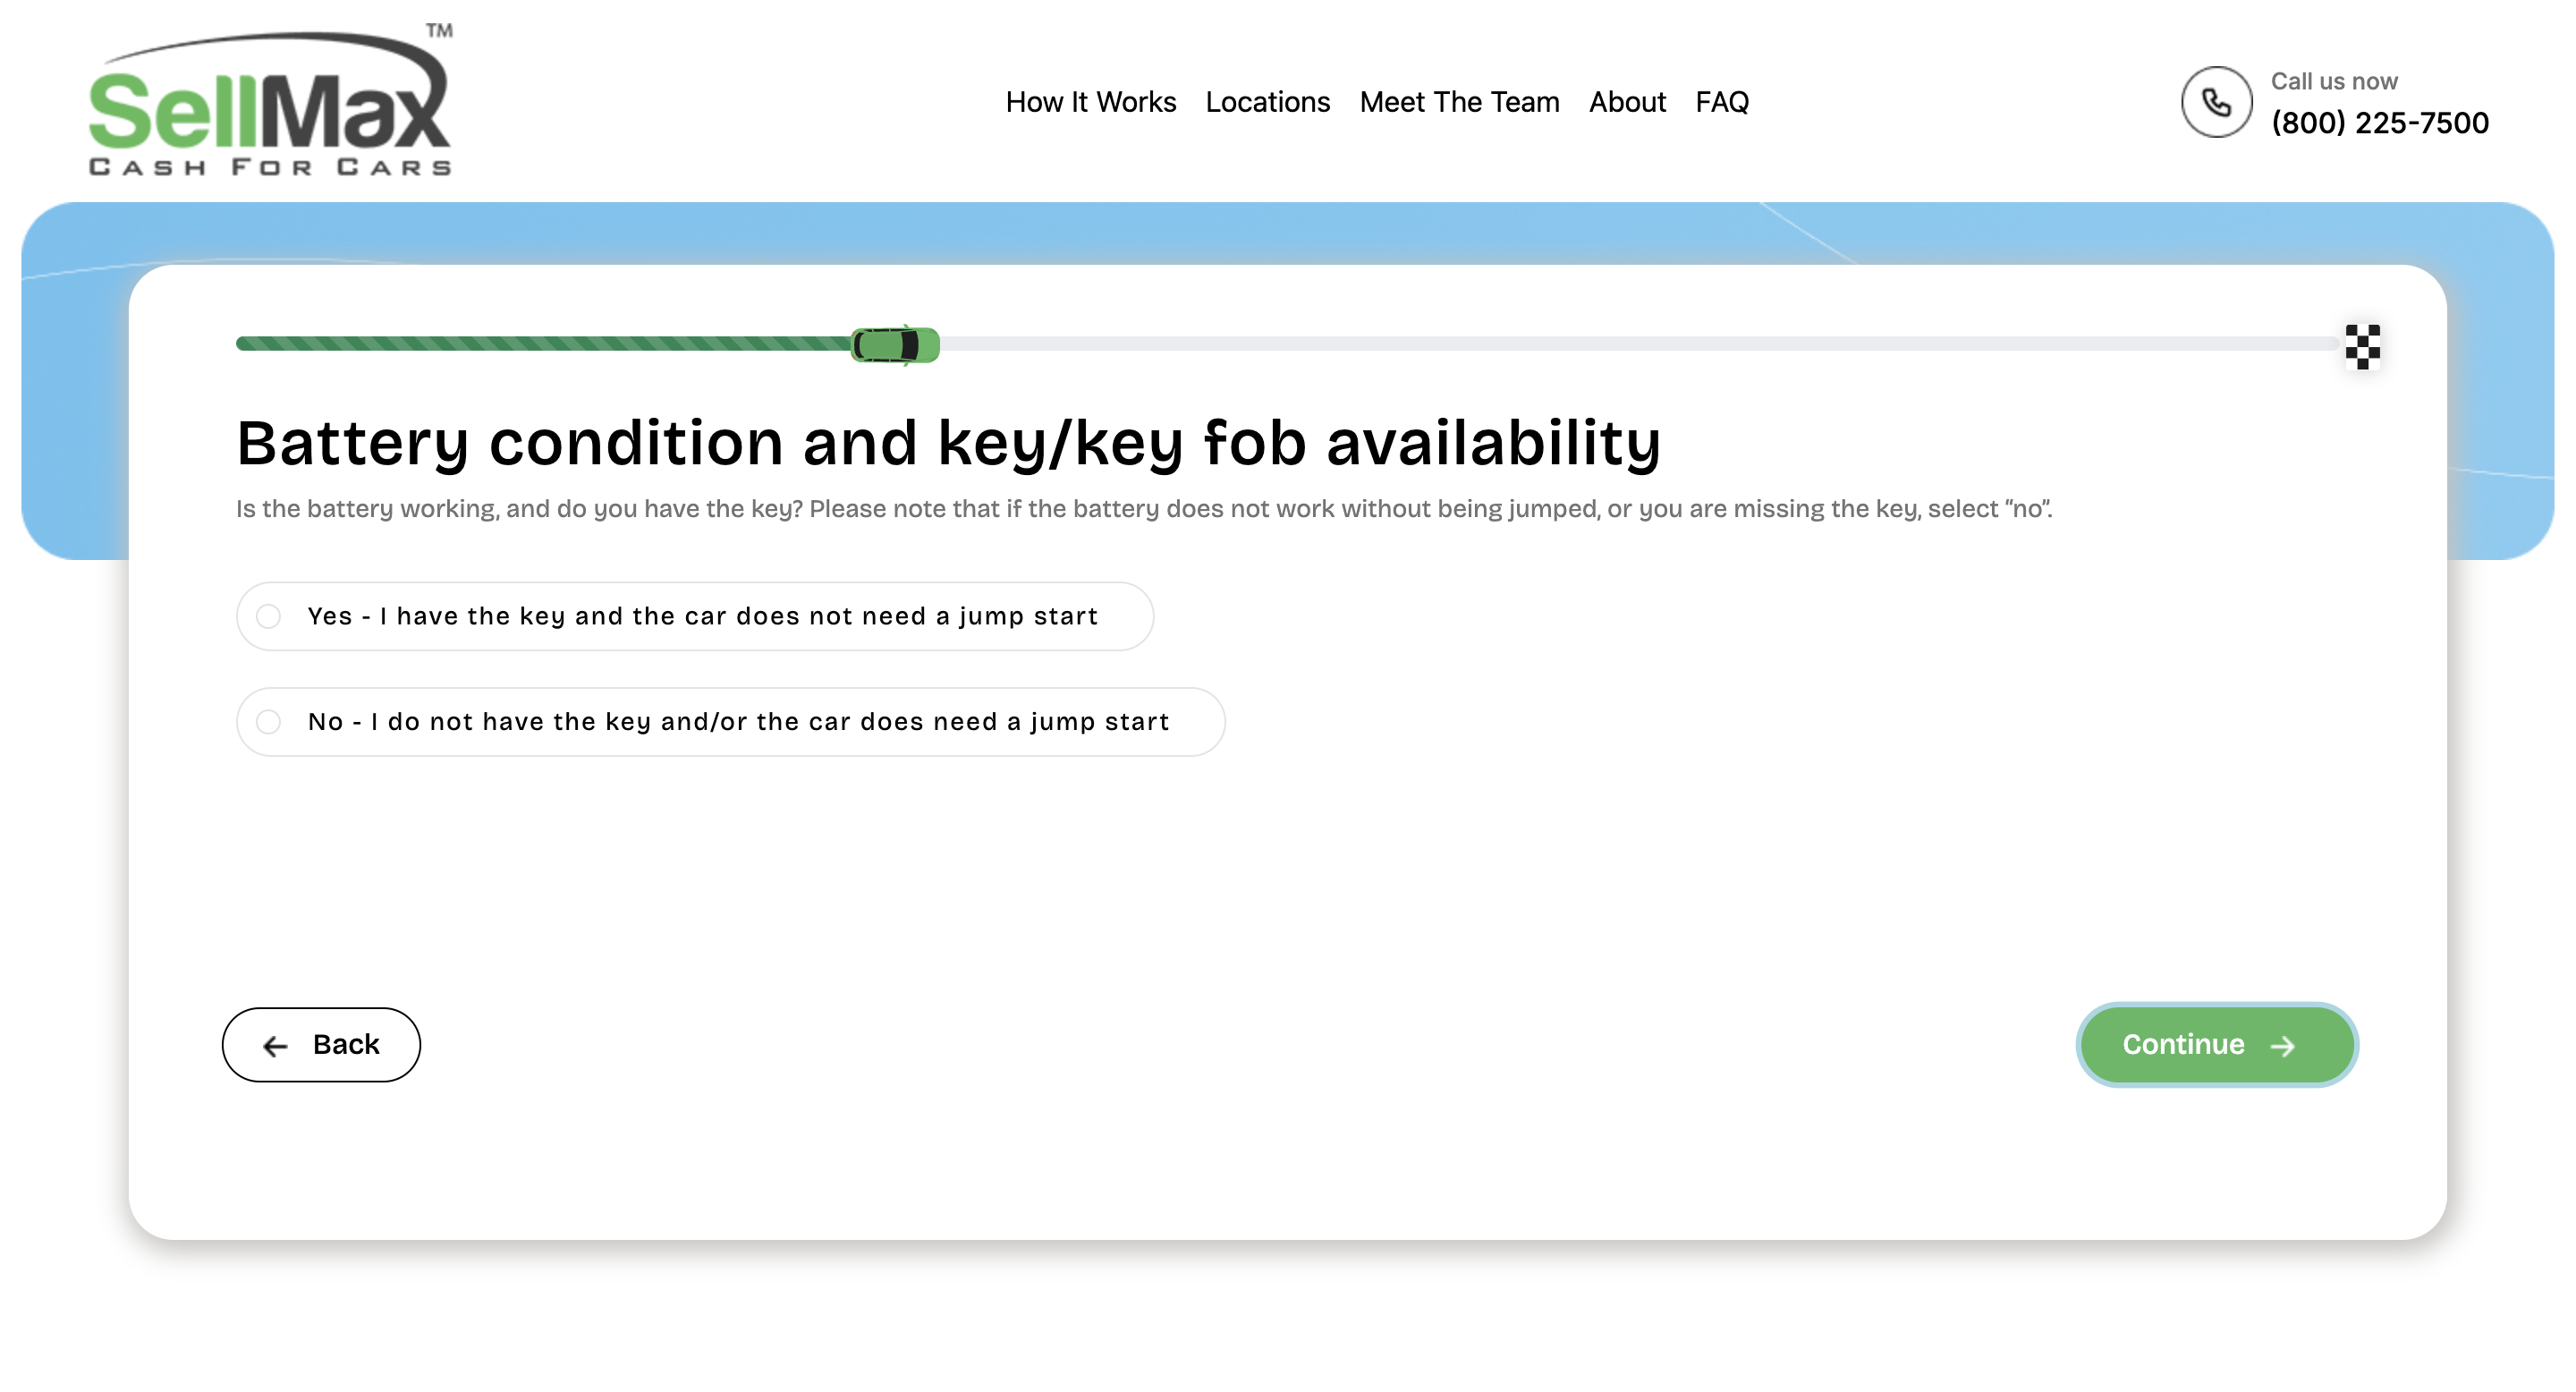 SellMax™
CASH FOR CARS
How It Works Locations Meet The Team About FAQ
Call us now
(800) 225-7500
Battery condition and key/key fob availability
Is the battery working, and do you have the key? Please note that if the battery does not work without being jumped, or you are missing the key, select “no”.
Yes - I have the key and the car does not need a jump start
No - I do not have the key and/or the car does need a jump start
Back
Continue